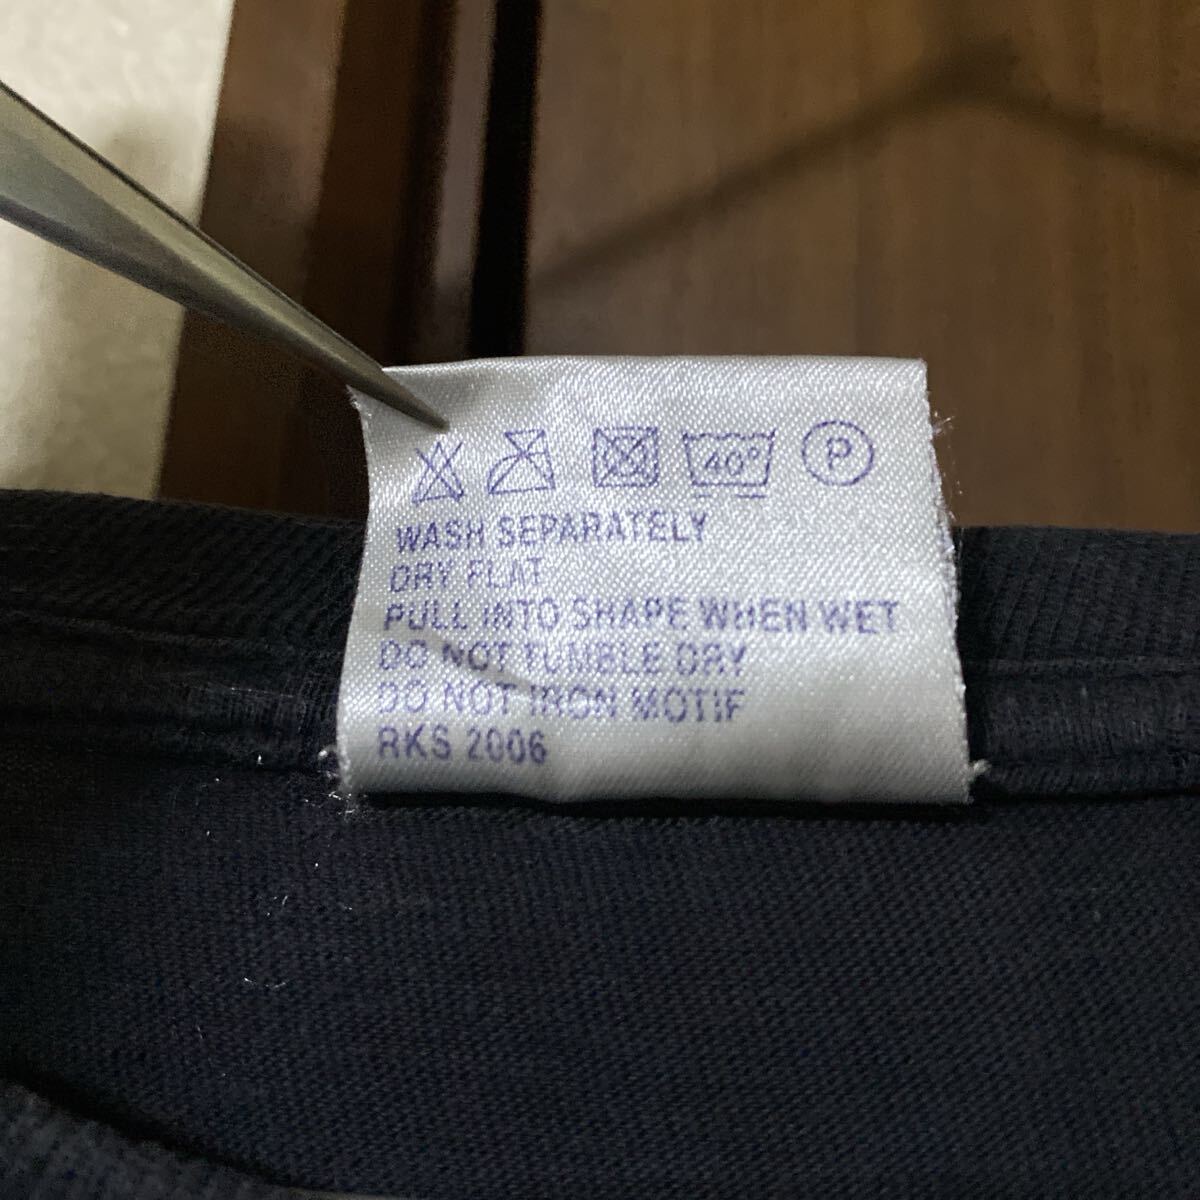 40° P
WASH SEPARATELY
DRY FLAT
PULL INTO SHAPE WHEN WET
DO NOT TUMBLE DRY
DO NOT IRON MOTIF
RKS 2006